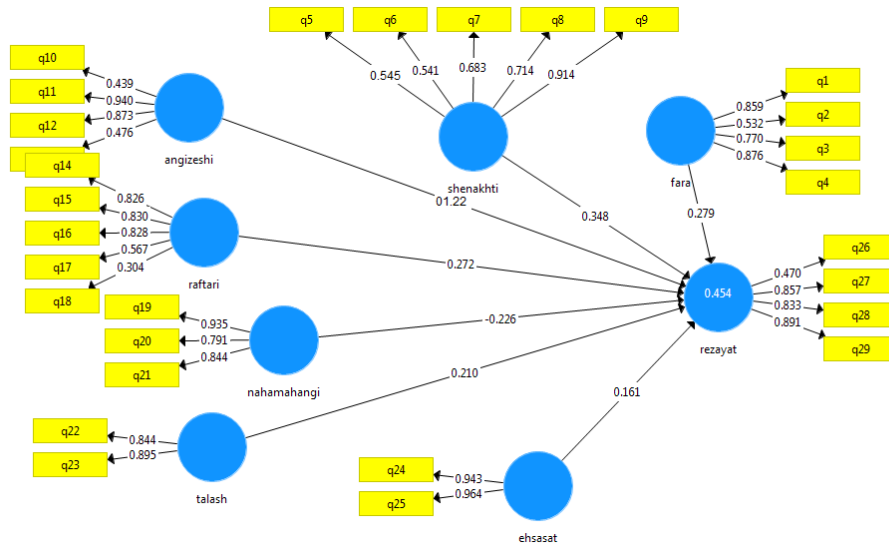 q5 q6 q7 q8 q9
0.545 0.541 0.683 0.714 0.914
shenakhti
q10
q11
q12
0.439
0.940
0.873
0.476
angizeshi
q1
q2
q3
q4
0.859
0.532
0.770
0.876
fara
q14
q15
q16
q17
q18
0.826
0.830
0.828
0.567
0.304
raftari
01.22
0.348
0.279
0.272
-0.226
0.210
0.161
q19
q20
q21
0.935
0.791
0.844
nahamahangi
q26
q27
q28
q29
0.470
0.857
0.833
0.891
0.454
rezayat
q22
q23
0.844
0.895
talash
q24
q25
0.943
0.964
ehsasat